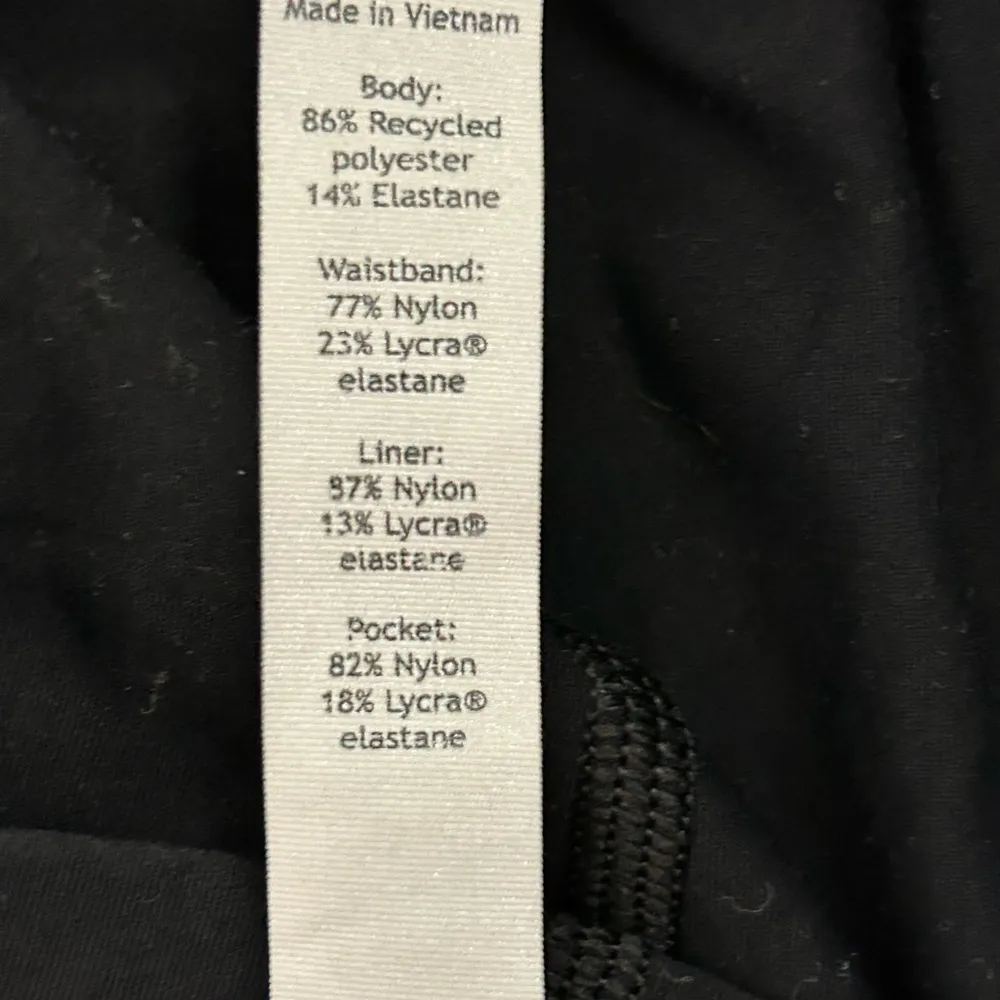 Made in Vietnam
Body:
86% Recycled
polyester
14% Elastane
Waistband:
77% Nylon
23% Lycra®
elastane
Liner:
87% Nylon
13% Lycra®
elastane
Pocket:
82% Nylon
18% Lycra®
elastane